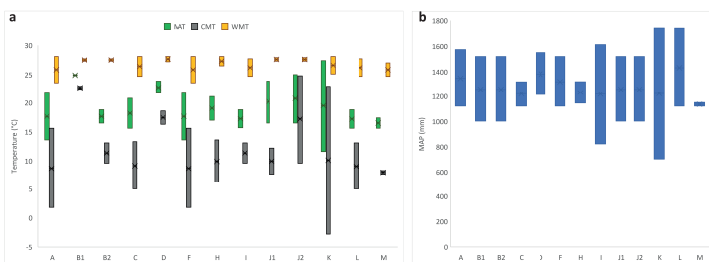 a
MAT CMT WMT
30
25
20
15
10
5
0
-5
Temperature (°C)
A B1 B2 C D F H I J1 J2 K L M
b
1800
1600
1400
1200
1000
800
600
400
200
0
MAP (mm)
A B1 B2 C D F H I J1 J2 K L M